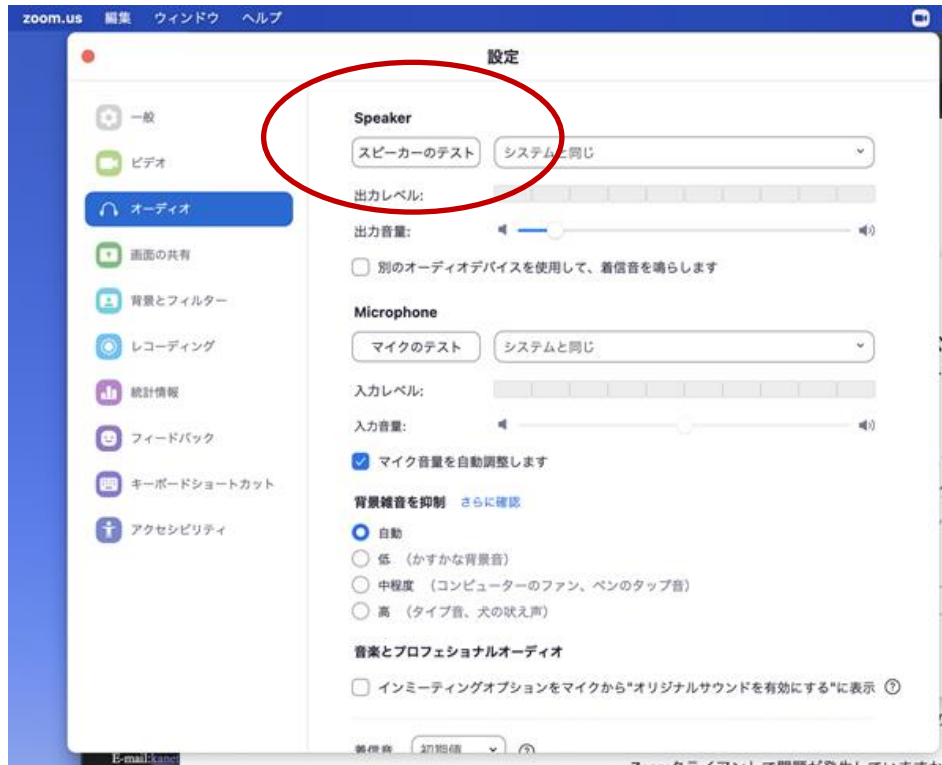 zoom.us 編集 ウィンドウ ヘルプ
設定
一般
ビデオ
オーディオ
画面の共有
背景とフィルター
レコーディング
統計情報
フィードバック
キーボードショートカット
アクセシビリティ
Speaker
スピーカーのテスト システムと同じ
出力レベル:
出力音量:
別のオーディオデバイスを使用して、着信音を鳴らします
Microphone
マイクのテスト システムと同じ
入力レベル:
入力音量:
マイク音量を自動調整します
背景雑音を抑制 さらに確認
自動
低 (かすかな背景音)
中程度 (コンピューターのファン、ペンのタップ音)
高 (タイプ音、犬の吠え声)
音楽とプロフェショナルオーディオ
インミーティングオプションをマイクから"オリジナルサウンドを有効にする"に表示
着信音 初期値
E-mail:kanet